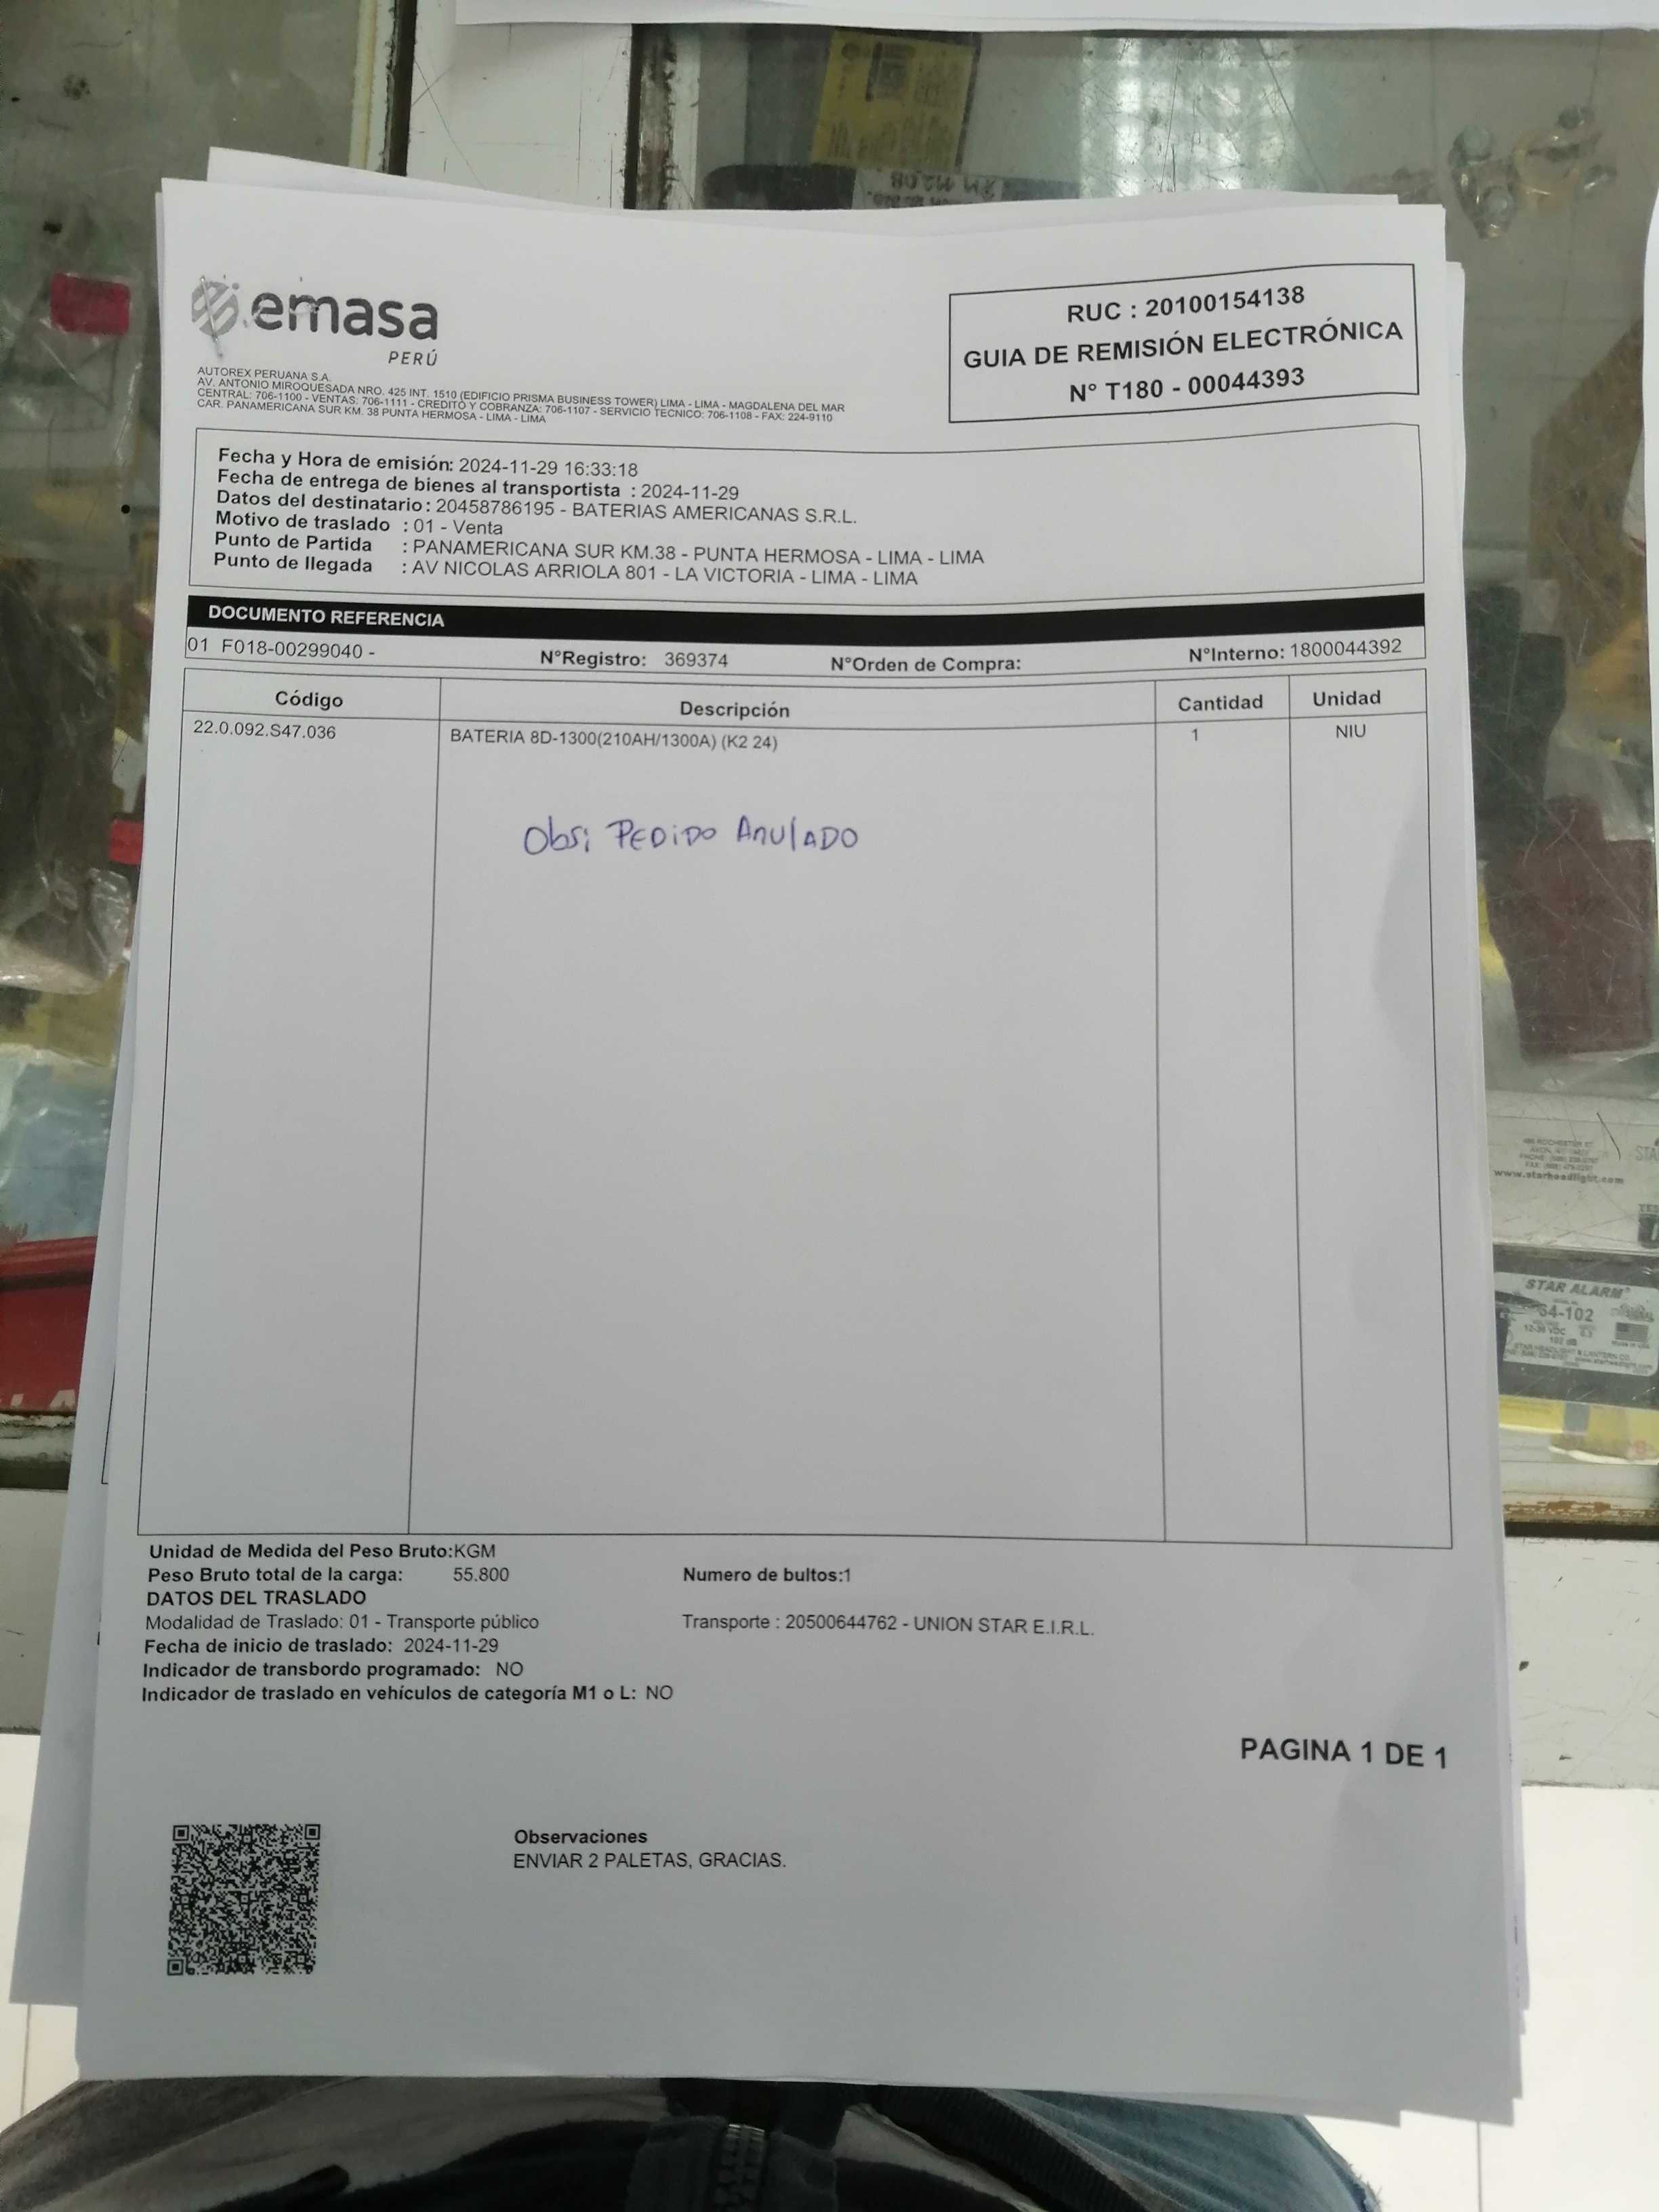 emasa
PERÚ
AUTOREX PERUANA S.A.
AV. ANTONIO MIROQUESADA NRO. 425 INT. 1510 (EDIFICIO PRISMA BUSINESS TOWER) LIMA - LIMA - MAGDALENA DEL MAR
CENTRAL: 706-1100 - VENTAS: 706-1111 - CREDITO Y COBRANZA: 706-1107 - SERVICIO TECNICO: 706-1108 - FAX: 224-9110
CAR. PANAMERICANA SUR KM. 38 PUNTA HERMOSA - LIMA - LIMA
RUC : 20100154138
GUIA DE REMISIÓN ELECTRÓNICA
N° T180 - 00044393
Fecha y Hora de emisión: 2024-11-29 16:33:18
Fecha de entrega de bienes al transportista : 2024-11-29
Datos del destinatario : 20458786195 - BATERIAS AMERICANAS S.R.L.
Motivo de traslado : 01 - Venta
Punto de Partida : PANAMERICANA SUR KM.38 - PUNTA HERMOSA - LIMA - LIMA
Punto de llegada : AV NICOLAS ARRIOLA 801 - LA VICTORIA - LIMA - LIMA
DOCUMENTO REFERENCIA
01 F018-00299040 - N°Registro: 369374 N°Orden de Compra: N°Interno: 1800044392
Código Descripción Cantidad Unidad
22.0.092.S47.036 BATERIA 8D-1300(210AH/1300A) (K2 24) 1 NIU
Obs: PEDIDO ANULADO
Unidad de Medida del Peso Bruto:KGM
Peso Bruto total de la carga: 55.800 Numero de bultos:1
DATOS DEL TRASLADO
Modalidad de Traslado: 01 - Transporte público Transporte : 20500644762 - UNION STAR E.I.R.L.
Fecha de inicio de traslado: 2024-11-29
Indicador de transbordo programado: NO
Indicador de traslado en vehículos de categoría M1 o L: NO
PAGINA 1 DE 1
Observaciones
ENVIAR 2 PALETAS, GRACIAS.
www.starheadlight.com
STAR ALARM
64-102